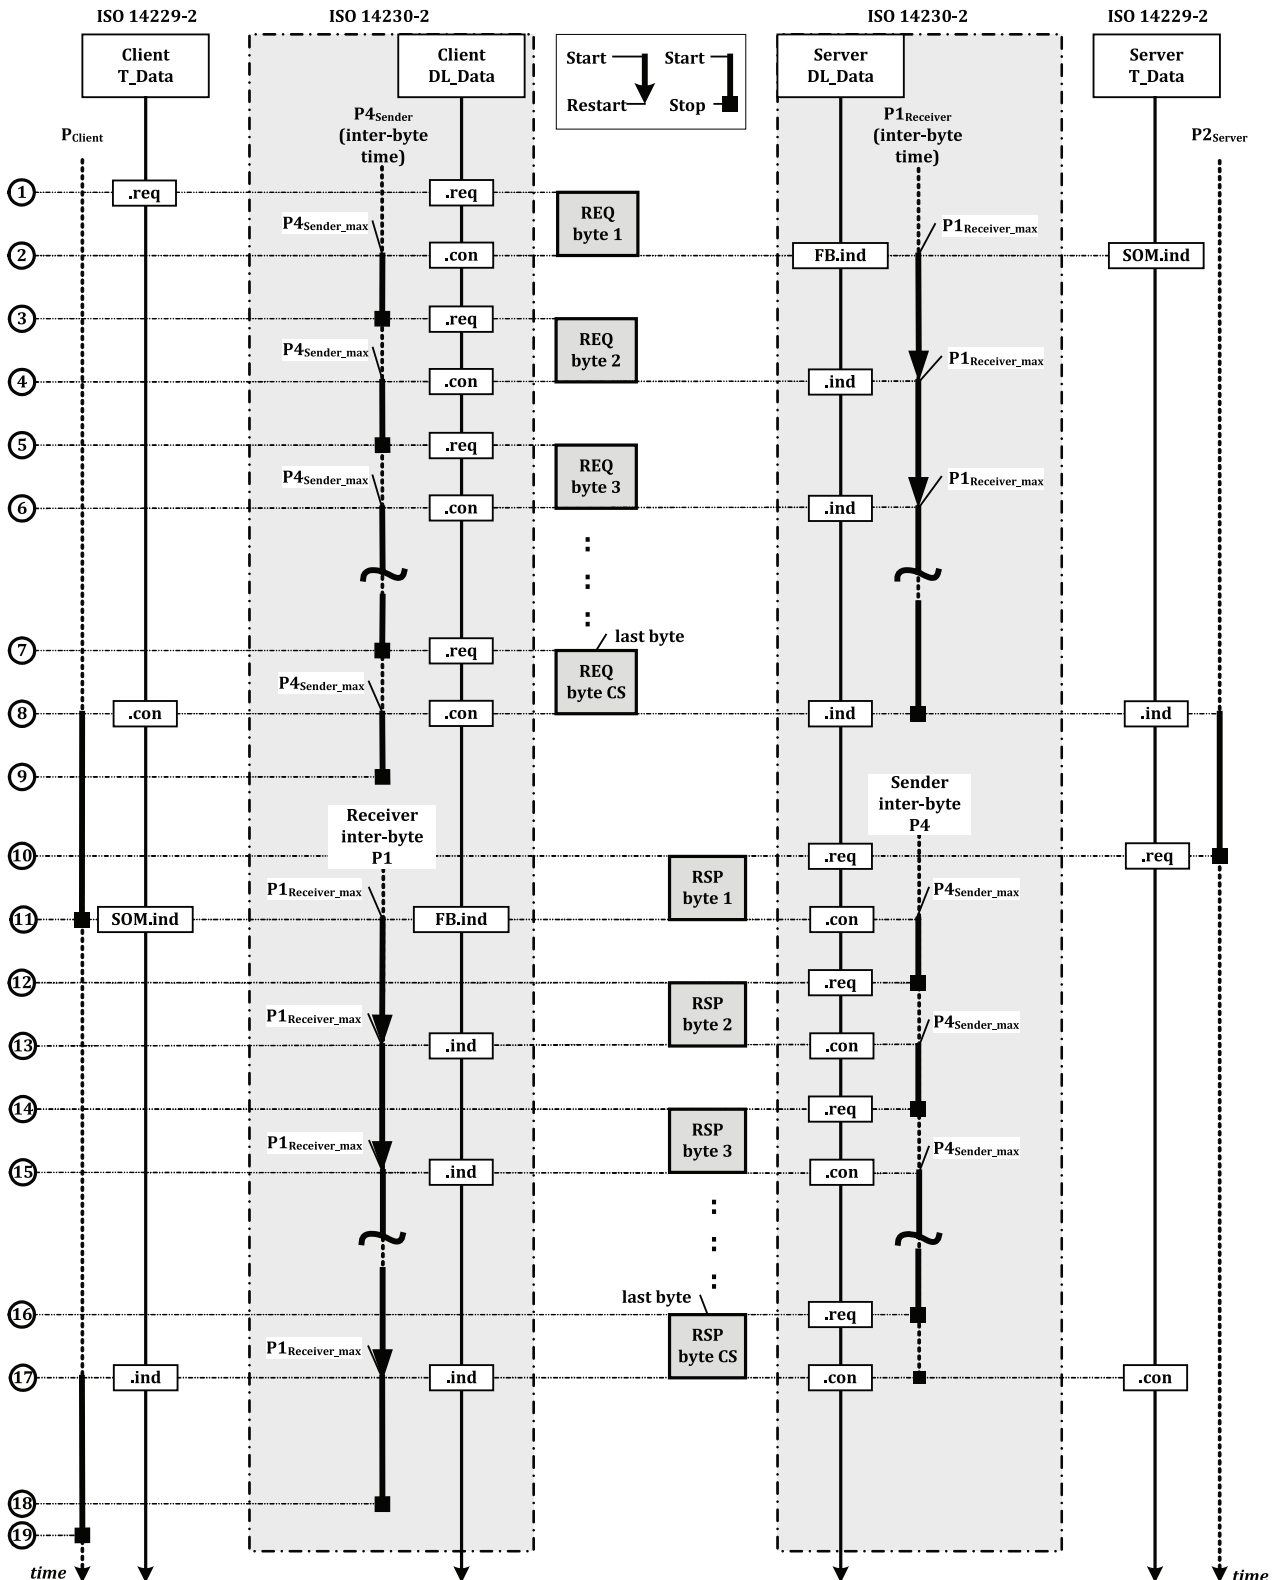 ISO 14229-2 ISO 14230-2 ISO 14230-2 ISO 14229-2
Client
T_Data
Client
DL_Data
Start Start
Restart Stop
Server
DL_Data
Server
T_Data
PClient
P4Sender
(inter-byte
time)
P1Receiver
(inter-byte
time)
P2Server
1 .req .req
REQ
byte 1
P4Sender_max P1Receiver_max
2 .con FB.ind SOM.ind
3 .req
REQ
byte 2
P4Sender_max P1Receiver_max
4 .con .ind
5 .req
REQ
byte 3
P4Sender_max P1Receiver_max
6 .con .ind
last byte
7 .req
REQ
byte CS
P4Sender_max
8 .con .con .ind .ind
9
Receiver
inter-byte
P1
Sender
inter-byte
P4
10 .req .req
RSP
byte 1
P1Receiver_max P4Sender_max
11 SOM.ind FB.ind .con
12 .req
RSP
byte 2
P1Receiver_max P4Sender_max
13 .ind .con
14 .req
RSP
byte 3
P1Receiver_max P4Sender_max
15 .ind .con
last byte
16 .req
RSP
byte CS
P1Receiver_max
17 .ind .ind .con .con
18
19
time time